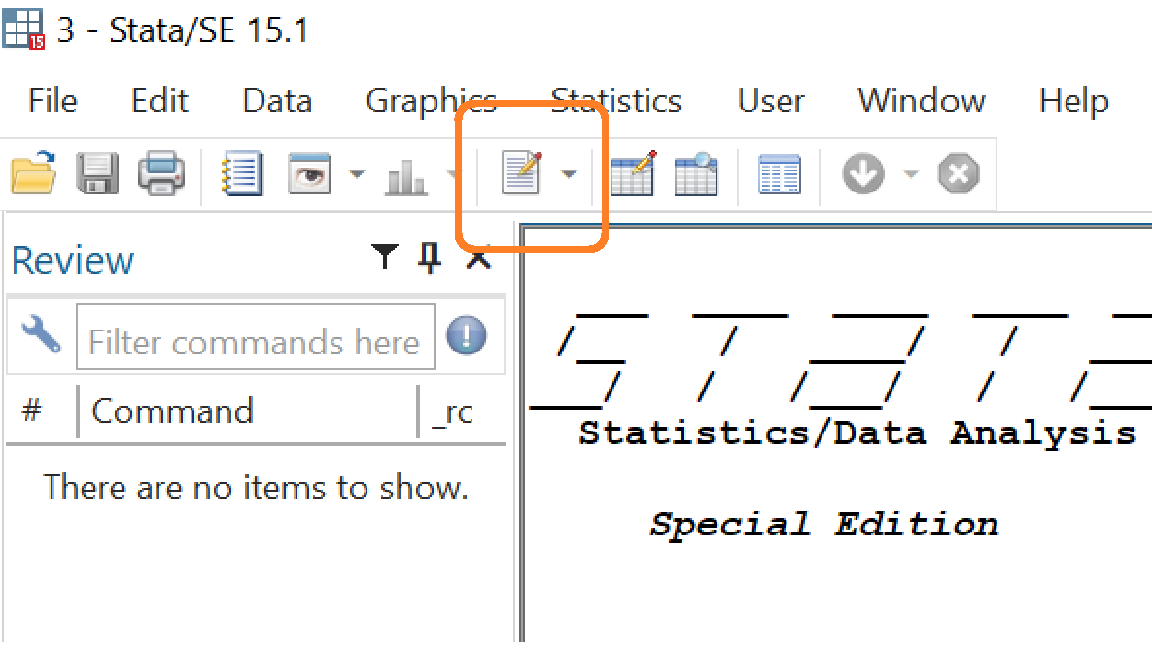 3 - Stata/SE 15.1
File Edit Data Graphics Statistics User Window Help
Review
Filter commands here
# Command _rc
There are no items to show.
Statistics/Data Analysis
Special Edition